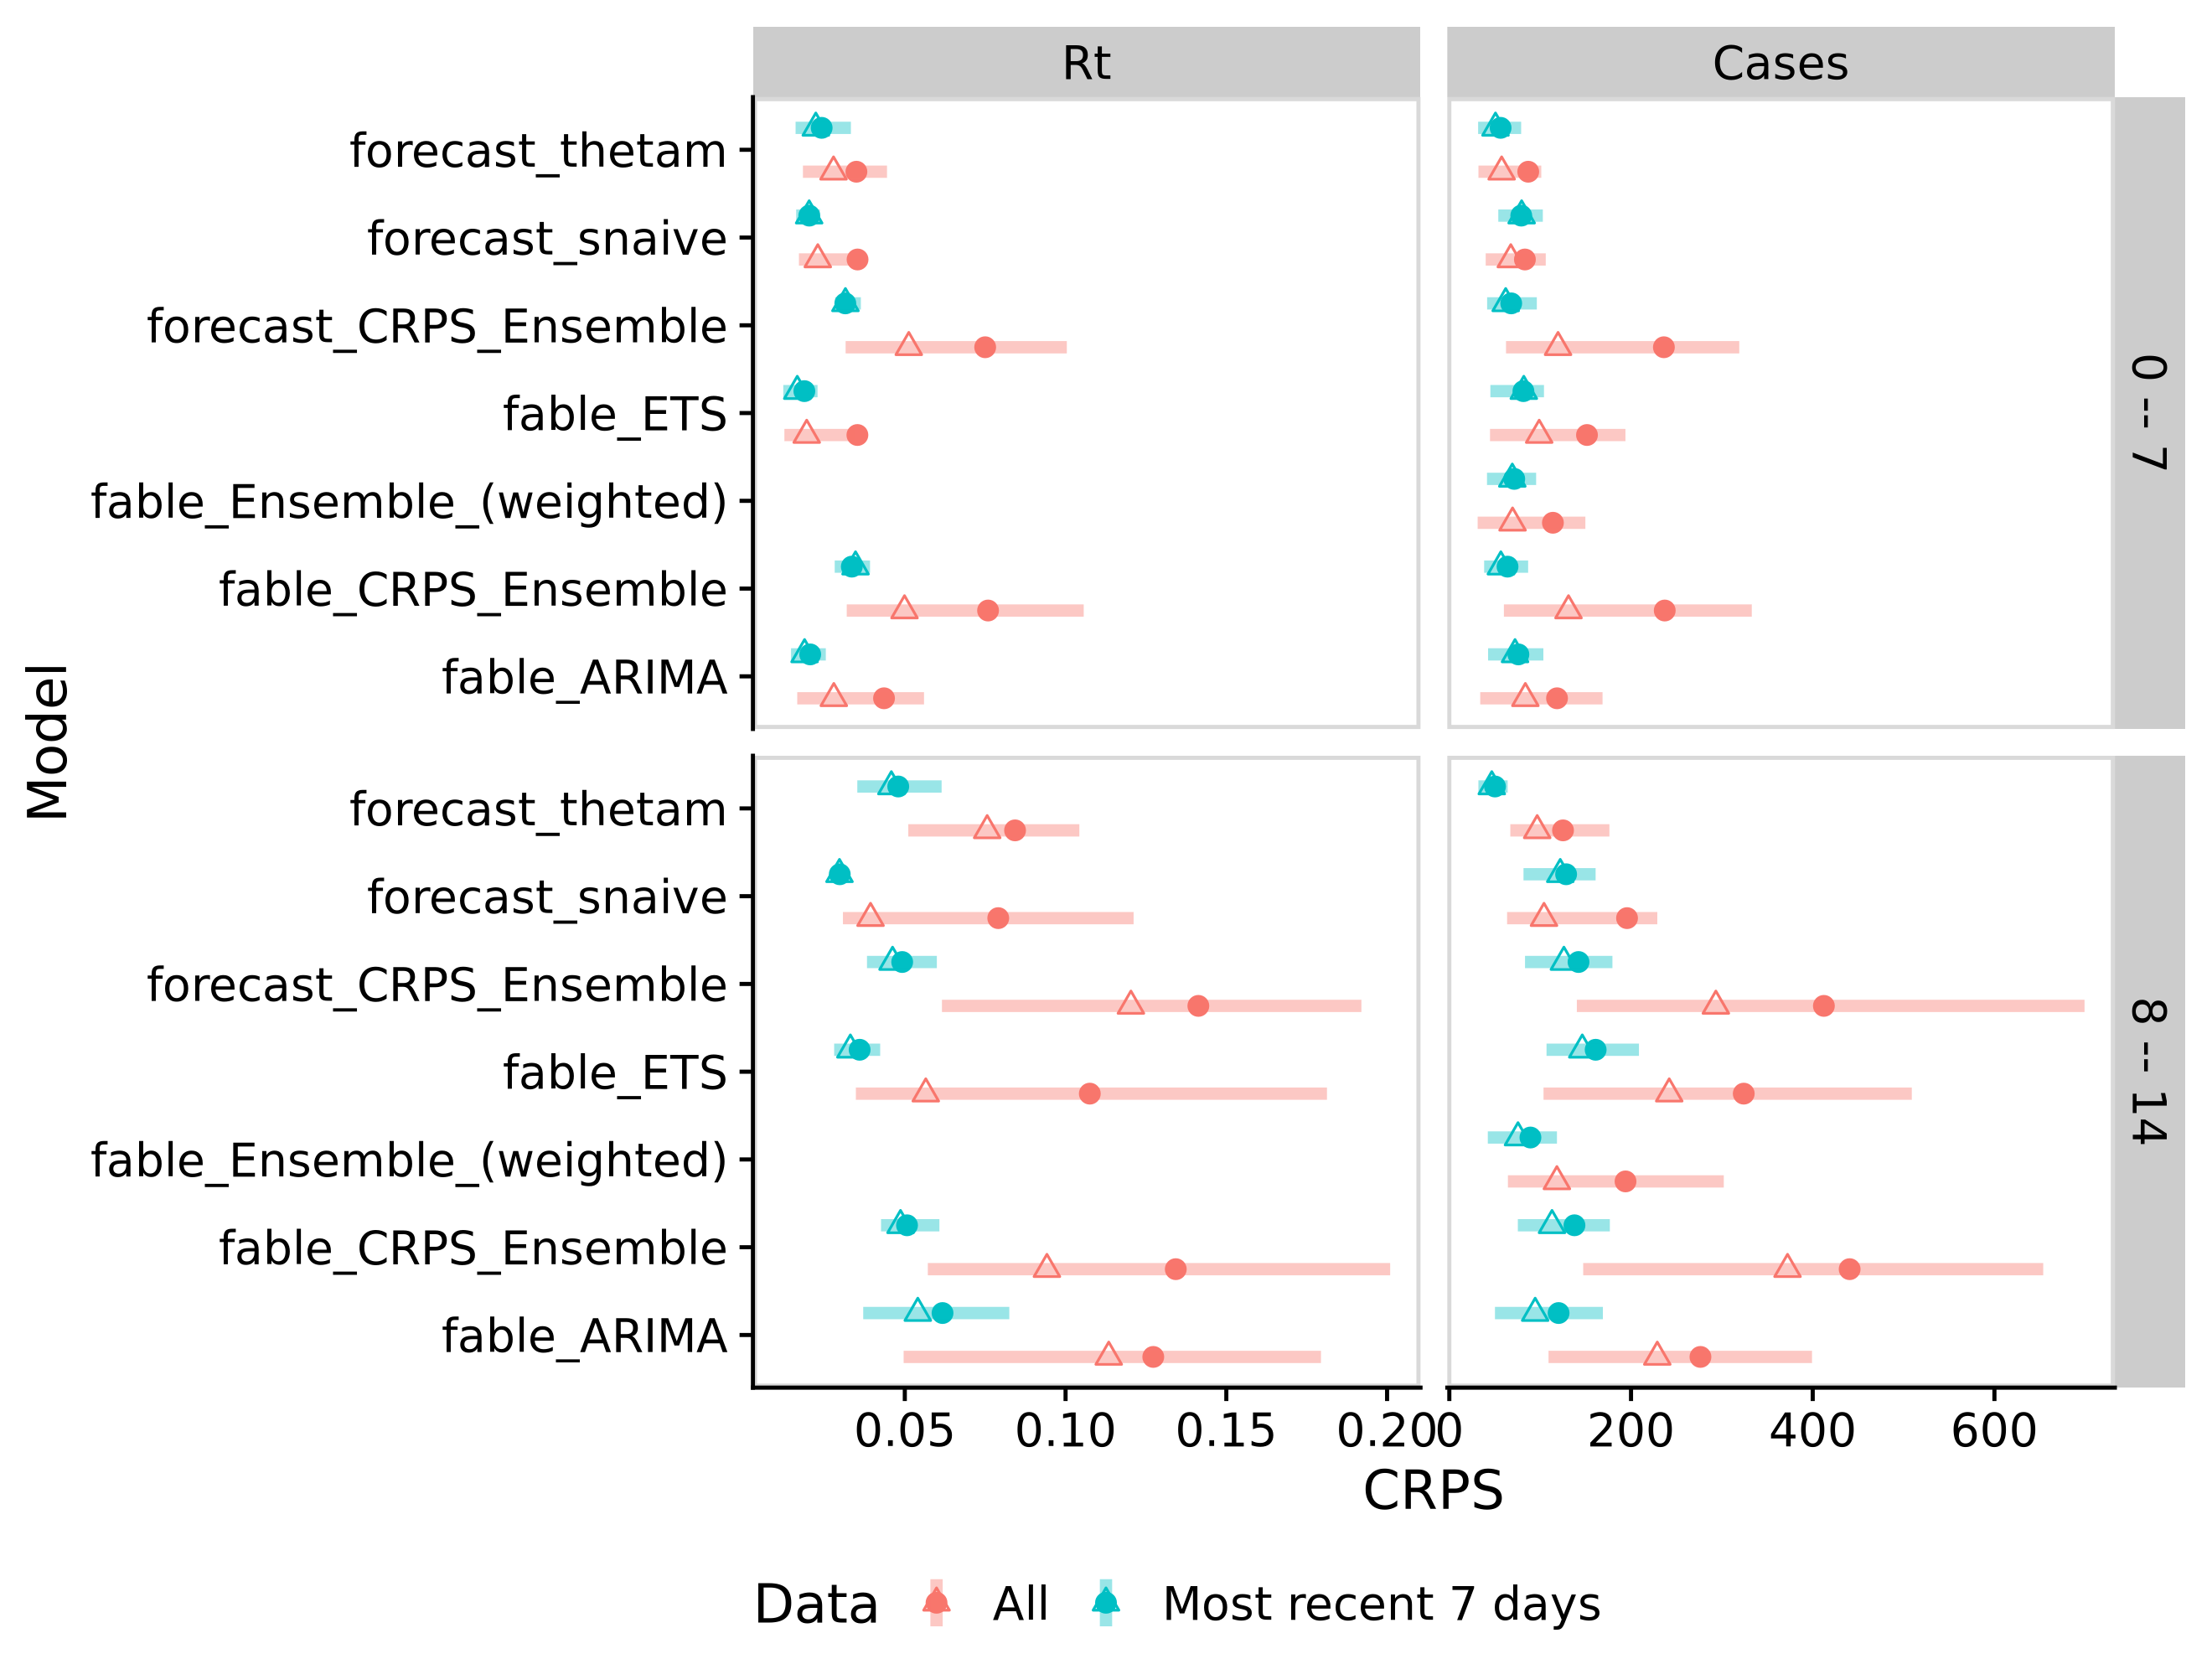 Rt
Cases
forecast_thetam
forecast_snaive
forecast_CRPS_Ensemble
fable_ETS
fable_Ensemble_(weighted)
fable_CRPS_Ensemble
fable_ARIMA
0 -- 7
Model
forecast_thetam
forecast_snaive
forecast_CRPS_Ensemble
fable_ETS
fable_Ensemble_(weighted)
fable_CRPS_Ensemble
fable_ARIMA
8 -- 14
0.05 0.10 0.15 0.20 0 200 400 600
CRPS
Data All Most recent 7 days